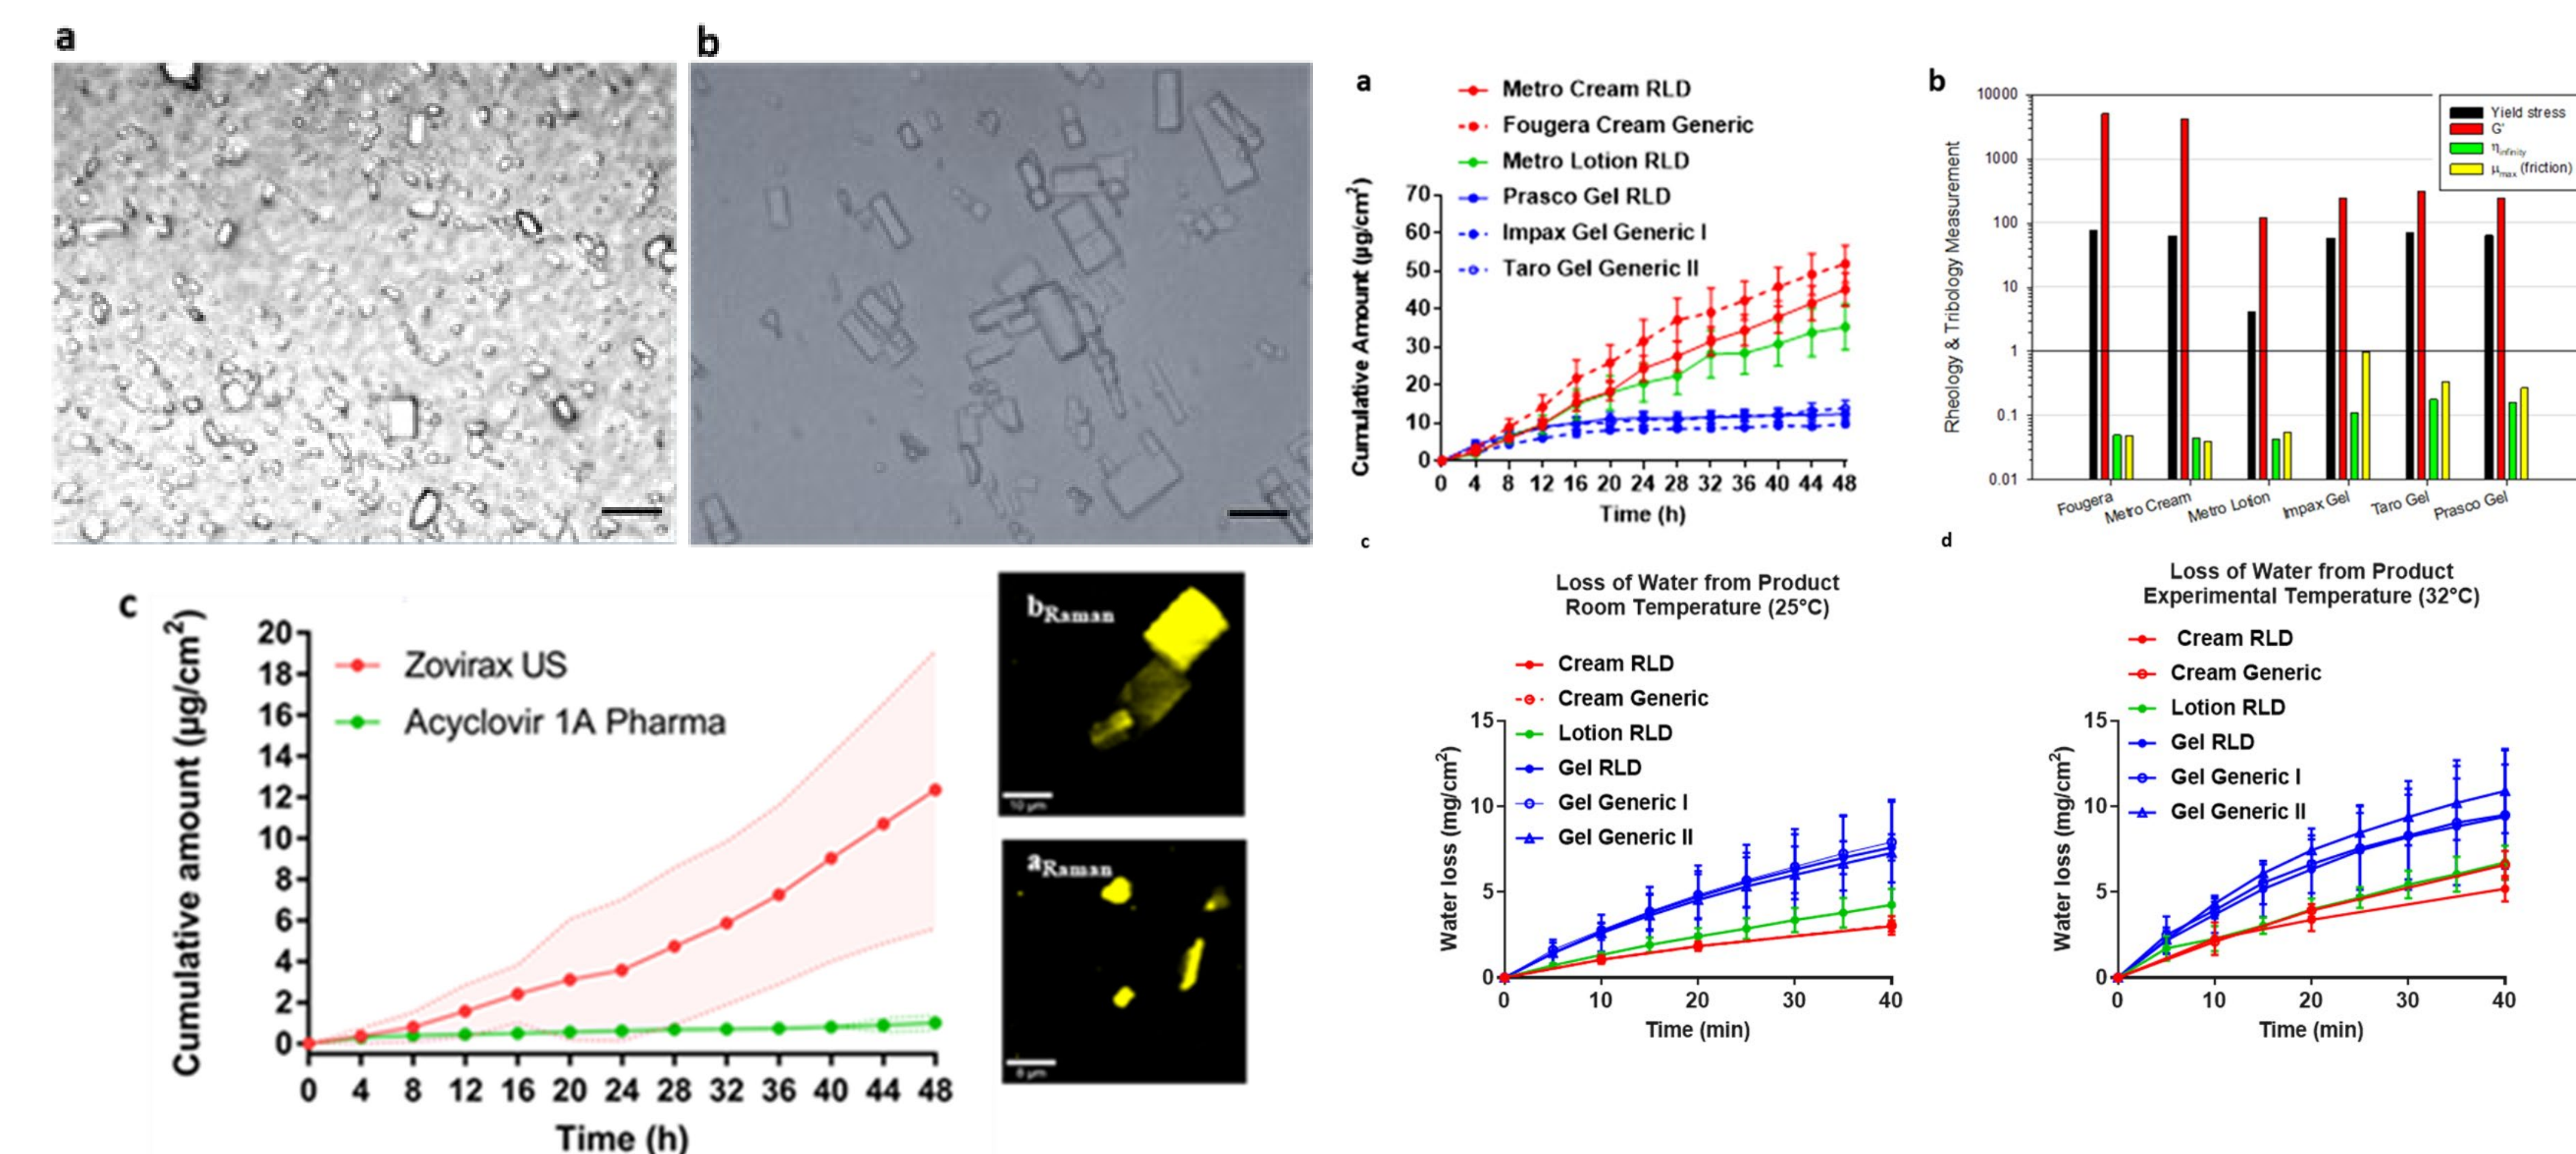 a
b
c
Cumulative amount (µg/cm²)
20
18
16
14
12
10
8
6
4
2
0
Zovirax US
Acyclovir 1A Pharma
0 4 8 12 16 20 24 28 32 36 40 44 48
Time (h)
bRaman
10 µm
aRaman
8 µm
a
Metro Cream RLD
Fougera Cream Generic
Metro Lotion RLD
Prasco Gel RLD
Impax Gel Generic I
Taro Gel Generic II
Cumulative Amount (µg/cm²)
70
60
50
40
30
20
10
0
0 4 8 12 16 20 24 28 32 36 40 44 48
Time (h)
b
Rheology & Tribology Measurement
10000
1000
100
10
1
0.1
0.01
Yield stress
G'
ηinfinity
µmax (friction)
Fougera
Metro Cream
Metro Lotion
Impax Gel
Taro Gel
Prasco Gel
c
Loss of Water from Product
Room Temperature (25°C)
Cream RLD
Cream Generic
Lotion RLD
Gel RLD
Gel Generic I
Gel Generic II
Water loss (mg/cm²)
15
10
5
0
0 10 20 30 40
Time (min)
d
Loss of Water from Product
Experimental Temperature (32°C)
Cream RLD
Cream Generic
Lotion RLD
Gel RLD
Gel Generic I
Gel Generic II
Water loss (mg/cm²)
15
10
5
0
0 10 20 30 40
Time (min)